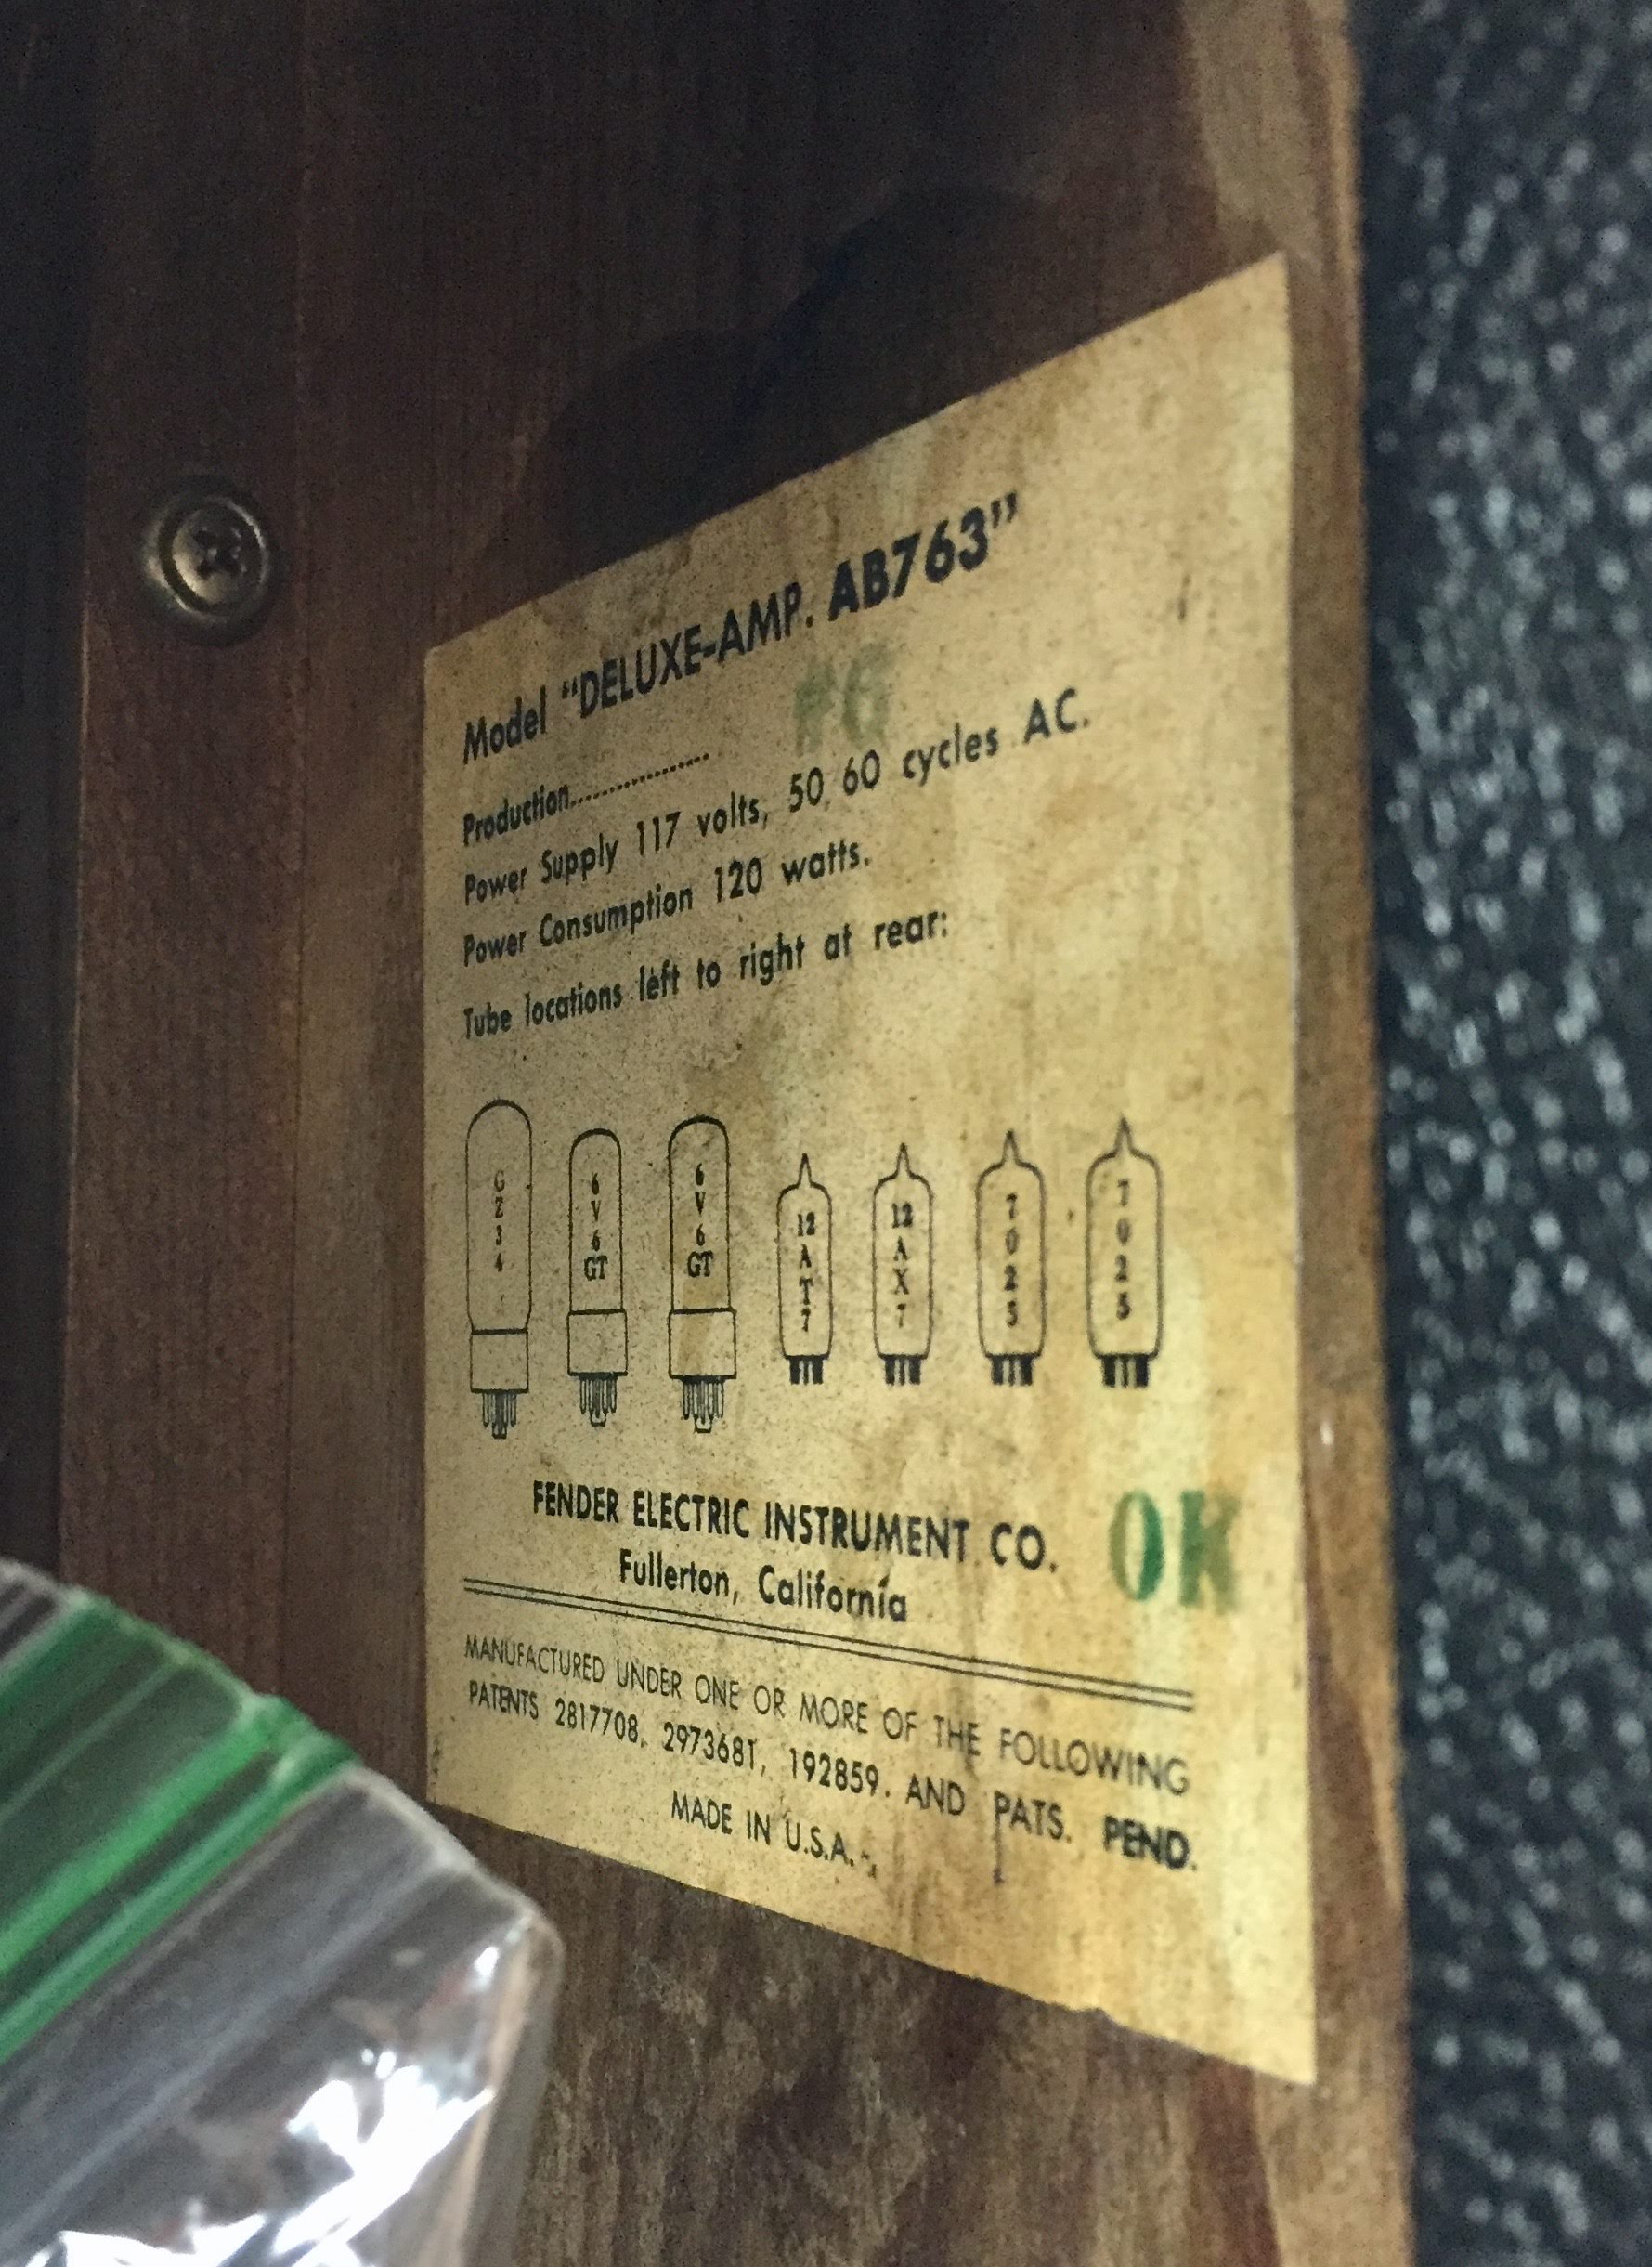 Model “DELUXE-AMP. AB763”
Production...................
Power Supply 117 volts, 50, 60 cycles AC.
Power Consumption 120 watts.
Tube locations left to right at rear:
GZ34 6V6GT 6V6GT 12AT7 12AX7 7025 7025
FENDER ELECTRIC INSTRUMENT CO. OK
Fullerton, California
MANUFACTURED UNDER ONE OR MORE OF THE FOLLOWING
PATENTS 2817708, 2973681, 192859. AND PATS. PEND.
MADE IN U.S.A.